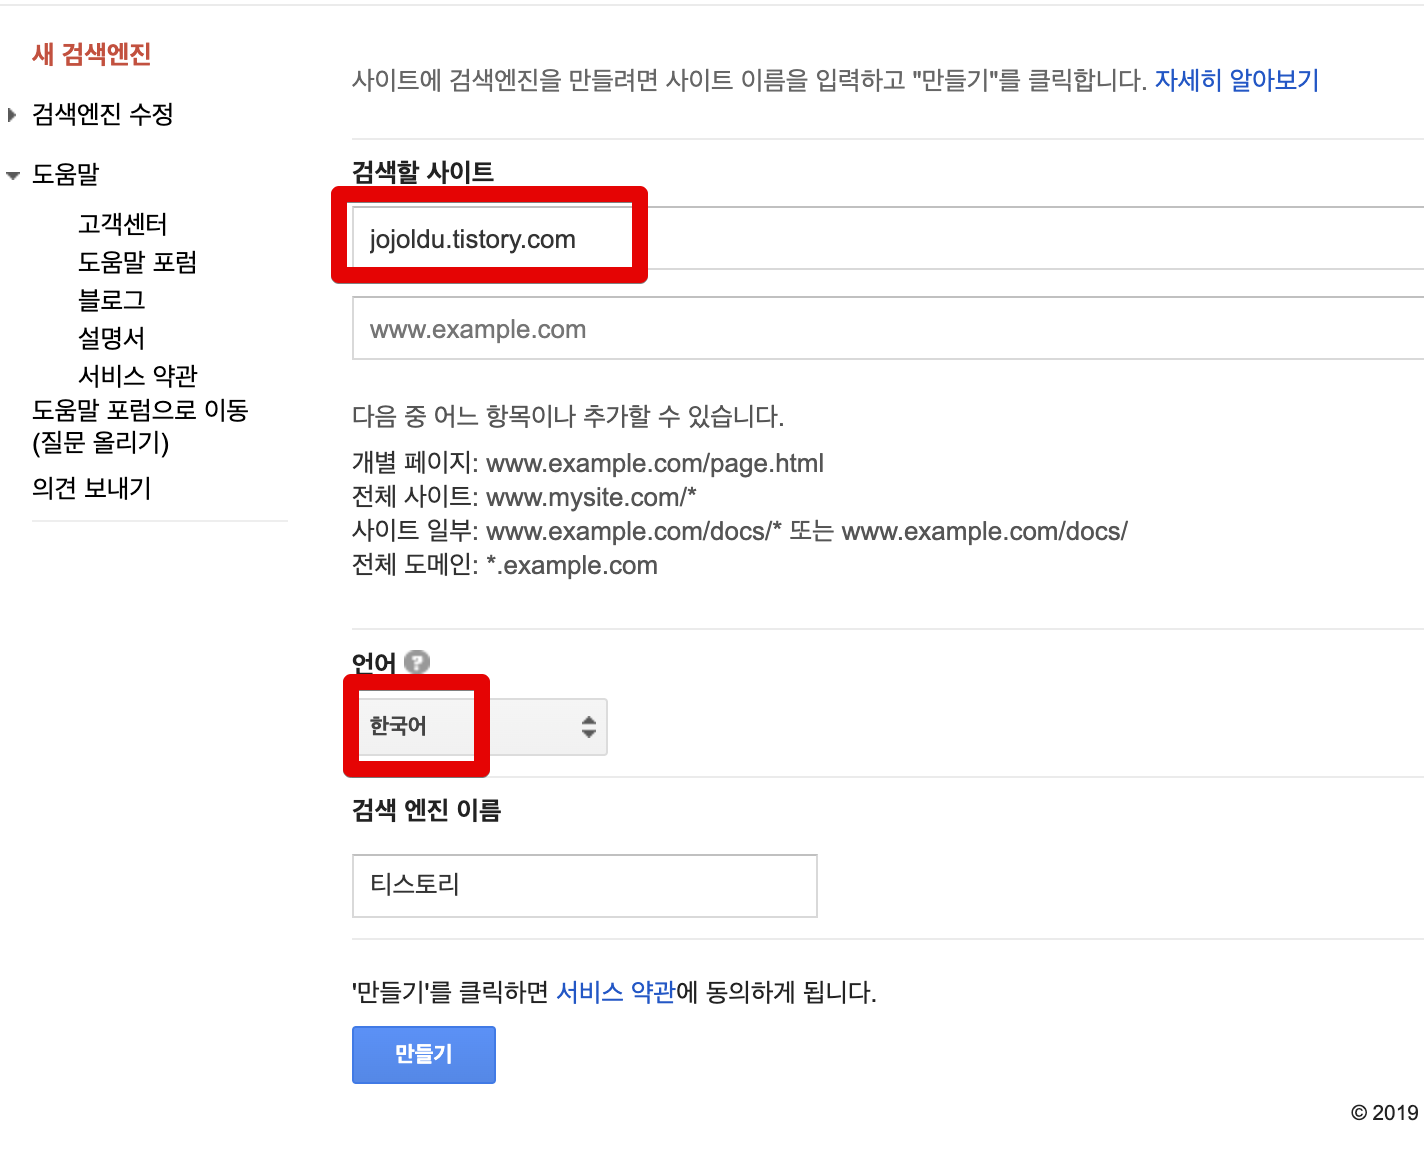 새 검색엔진
검색엔진 수정
도움말
고객센터
도움말 포럼
블로그
설명서
서비스 약관
도움말 포럼으로 이동
(질문 올리기)
의견 보내기
사이트에 검색엔진을 만들려면 사이트 이름을 입력하고 "만들기"를 클릭합니다. 자세히 알아보기
검색할 사이트
jojoldu.tistory.com
www.example.com
다음 중 어느 항목이나 추가할 수 있습니다.
개별 페이지: www.example.com/page.html
전체 사이트: www.mysite.com/*
사이트 일부: www.example.com/docs/* 또는 www.example.com/docs/
전체 도메인: *.example.com
언어 ?
한국어
검색 엔진 이름
티스토리
'만들기'를 클릭하면 서비스 약관에 동의하게 됩니다.
만들기
© 2019